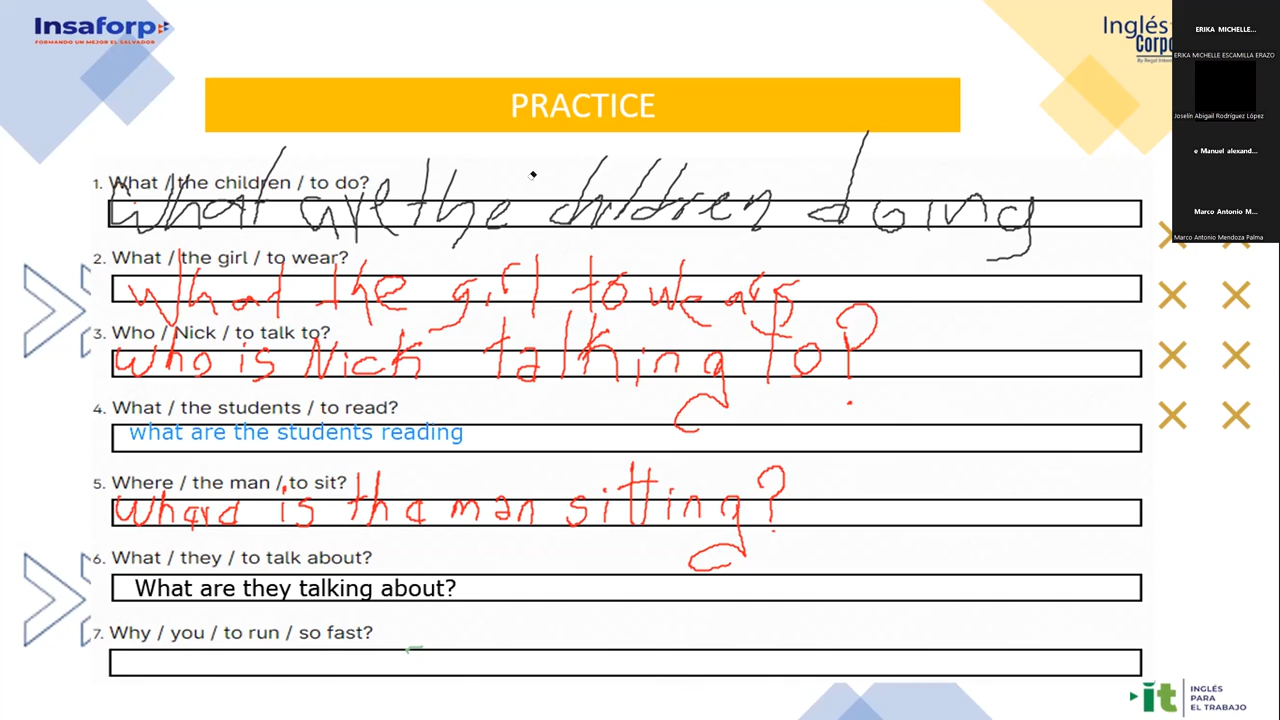 Insaforp
FORMANDO UN MEJOR EL SALVADOR
Inglés
Corpo
ERIKA MICHELLE...
ERIKA MICHELLE ESCAMILLA ERAZO
Joselín Abigail Rodríguez López
e Manuel alexand...
Marco Antonio M...
Marco Antonio Mendoza Palma
PRACTICE
1. What / the children / to do?
What are the children doing
2. What / the girl / to wear?
What the girl to wears
3. Who / Nick / to talk to?
who is Nick talking to?
4. What / the students / to read?
what are the students reading
5. Where / the man / to sit?
is the man sitting?
6. What / they / to talk about?
What are they talking about?
7. Why / you / to run / so fast?
it INGLÉS
PARA
EL TRABAJO